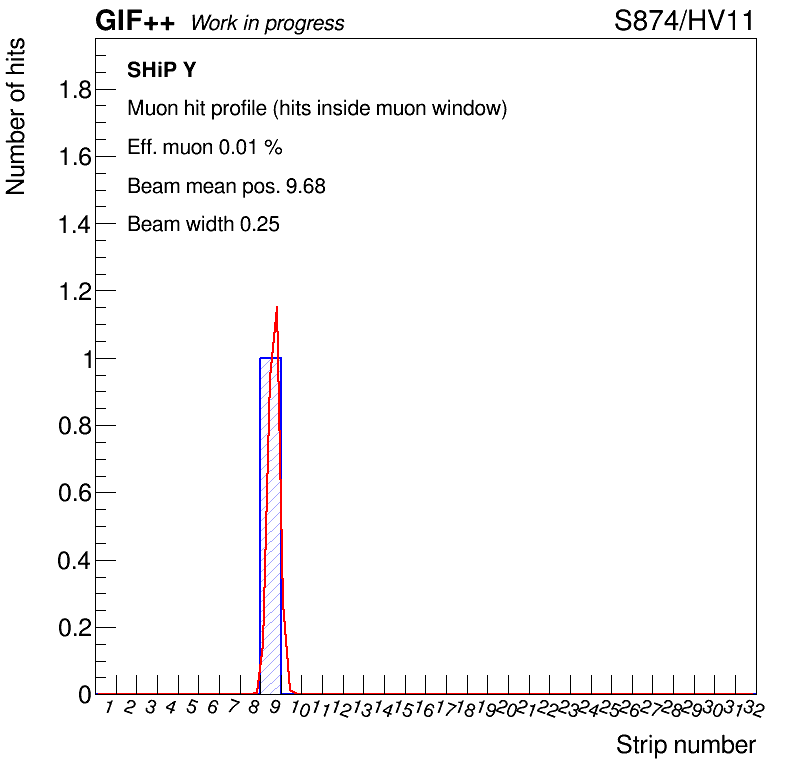 GIF++ Work in progress S874/HV11
Number of hits
SHiP Y
Muon hit profile (hits inside muon window)
Eff. muon 0.01 %
Beam mean pos. 9.68
Beam width 0.25
1.8
1.6
1.4
1.2
1
0.8
0.6
0.4
0.2
0
1 2 3 4 5 6 7 8 9 10 11 12 13 14 15 16 17 18 19 20 21 22 23 24 25 26 27 28 29 30 31 32
Strip number